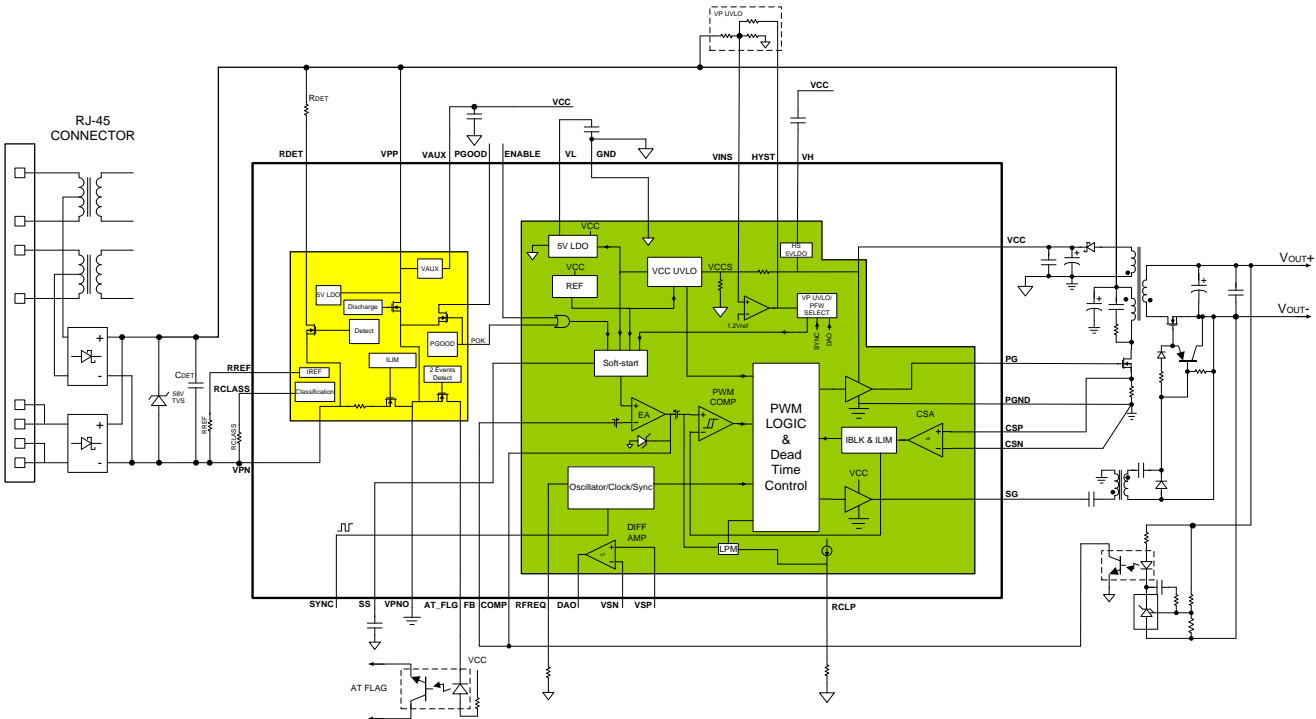 VP UVLO
RDET
RJ-45
CONNECTOR
VCC
VCC
RDET
VPP
VAUX
PGOOD
ENABLE
VL
GND
VINS
HYST
VH
VCC
5V LDO
VCC
REF
VCC UVLO
VCCS
HS
5VLDO
VAUX
5V LDO
Discharge
Detect
PGOOD
POK
1.2Vref
VP UVLO/
PFW
SELECT
SYNC
DAO
VCC
VOUT+
VOUT-
ILIM
2 Events
Detect
IREF
Classification
Soft-start
RREF
RCLASS
CDET
58V
TVS
RREF
RCLASS
VPN
EA
PWM
COMP
PWM
LOGIC
&
Dead
Time
Control
IBLK & ILIM
CSA
PG
PGND
CSP
CSN
VCC
SG
Oscillator/Clock/Sync
DIFF
AMP
LPM
SYNC
SS
VPNO
AT_FLG
FB
COMP
RFREQ
DAO
VSN
VSP
RCLP
VCC
AT FLAG